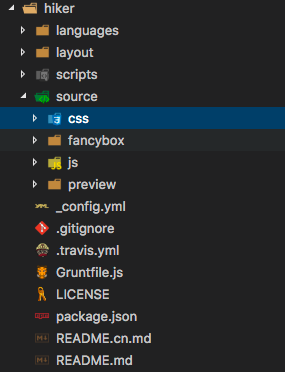 hiker
languages
layout
scripts
source
css
fancybox
js
preview
_config.yml
.gitignore
.travis.yml
Gruntfile.js
LICENSE
package.json
README.cn.md
README.md